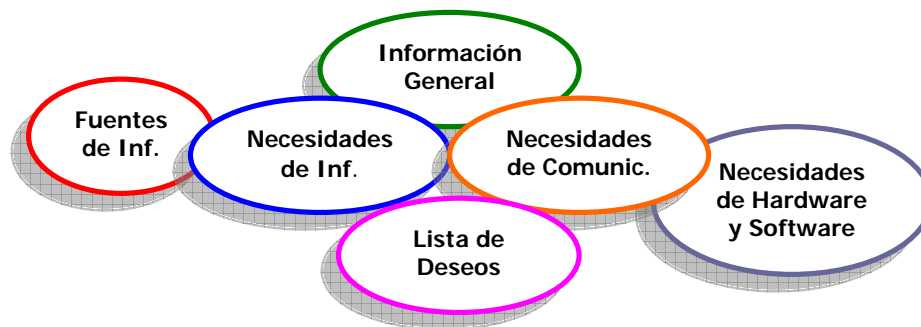 Información
General
Fuentes
de Inf.
Necesidades
de Inf.
Necesidades
de Comunic.
Necesidades
de Hardware
y Software
Lista de
Deseos